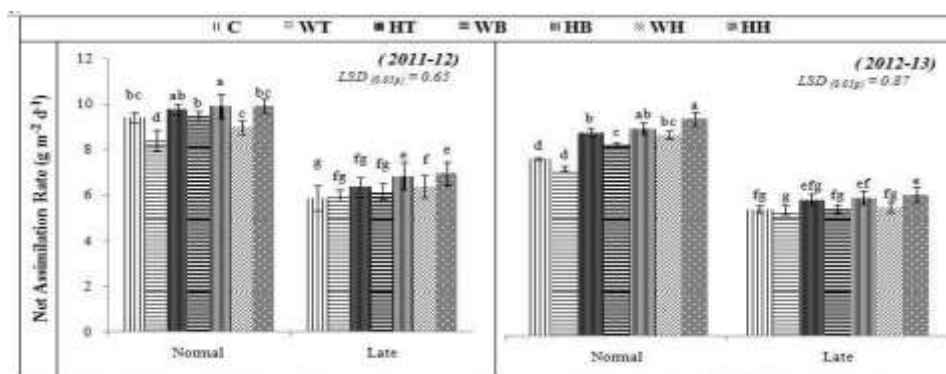 C WT HT WB HB WH HH
Net Assimilation Rate (g m⁻² d⁻¹)
12
10
8
6
4
2
0
(2011-12)
LSD (0.05p) = 0.65
bc d ab b a c bc
g fg fg fg e f e
Normal Late
(2012-13)
LSD (0.05p) = 0.87
d d b c ab bc a
fg g efg fg ef fg e
Normal Late